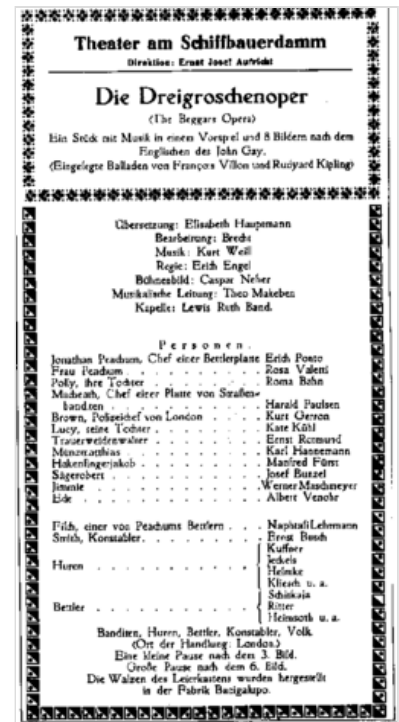 Theater am Schiffbauerdamm
Direktion: Ernst Josef Aufricht
Die Dreigroschenoper
(The Beggars Opera)
Ein Stück mit Musik in einem Vorspiel und 8 Bildern nach dem
Englischen des John Gay.
(Eingelegte Balladen von François Villon und Rudyard Kipling)
Übersetzung: Elisabeth Hauptmann
Bearbeitung: Brecht
Musik: Kurt Weill
Regie: Erich Engel
Bühnenbild: Caspar Neher
Musikalische Leitung: Theo Makeben
Kapelle: Lewis Ruth Band.
Personen.
Jonathan Peachum, Chef einer Bettlerplatte Erich Ponto
Frau Peachum . . . . . . . . . Rosa Valetti
Polly, ihre Tochter . . . . . . . . . Roma Bahn
Macheath, Chef einer Platte von Straßen-
banditen . . . . . . . . . Harald Paulsen
Brown, Polizeichef von London . . . . Kurt Gerron
Lucy, seine Tochter . . . . . . . . . Kate Kühl
Trauerweidenwalter . . . . . . . . . Ernst Rotmund
Münzmatthias . . . . . . . . . Karl Hannemann
Hakenfingerjakob . . . . . . . . . Manfred Fürst
Sägerobert . . . . . . . . . Josef Bunzel
Jimmie . . . . . . . . . Werner Maschmeyer
Ede . . . . . . . . . Albert Venohr
Filch, einer von Peachums Bettlern . . . Naphtali Lehrmann
Smith, Konstabler . . . . . . . . . Ernst Busch
Huren . . . . . . . . . Kuffner
Jeckels
Helmke
Kliesch u. a.
Bettler . . . . . . . . . Schiskaja
Ritter
Heimsoth u. a.
Banditen, Huren, Bettler, Konstabler, Volk.
(Ort der Handlung: London.)
Eine kleine Pause nach dem 3. Bild.
Große Pause nach dem 6. Bild.
Die Walzen des Leierkastens wurden hergestellt
in der Fabrik Bacigalupo.